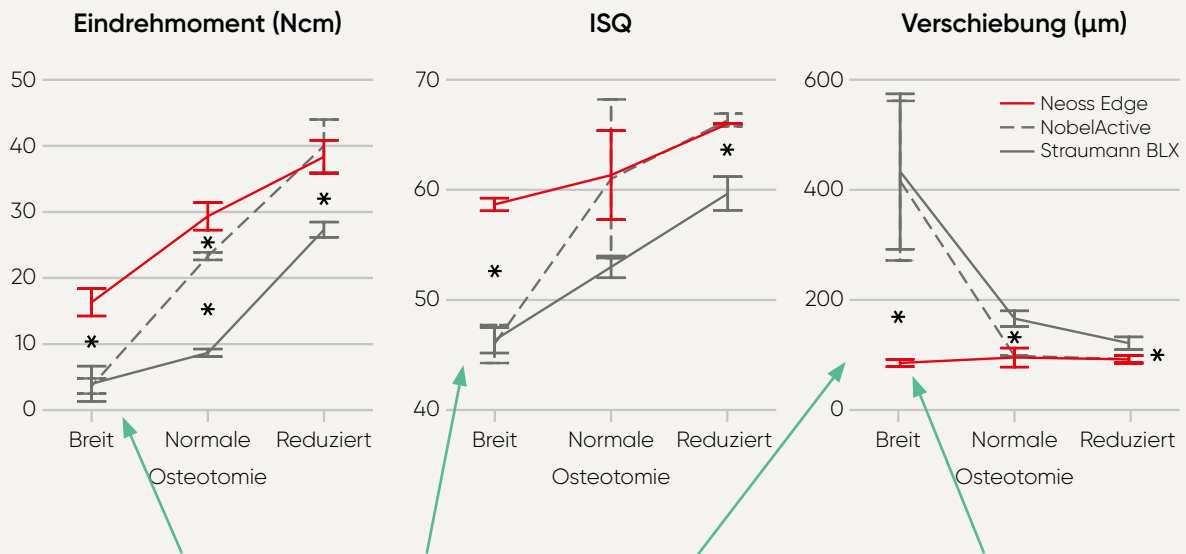 Eindrehmoment (Ncm)
50
40
30
20
10
0
*
*
*
*
Breit Normale Reduziert
Osteotomie
ISQ
70
60
50
40
*
*
Breit Normale Reduziert
Osteotomie
Verschiebung (µm)
600
400
200
0
Neoss Edge
NobelActive
Straumann BLX
*
*
*
Breit Normale Reduziert
Osteotomie